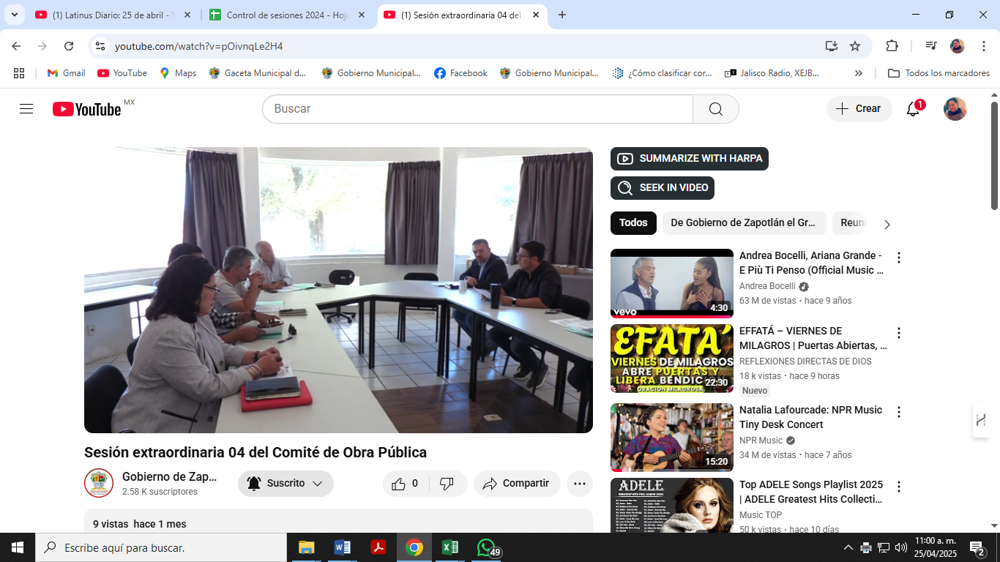 (1) Latinus Diario: 25 de abril - Y
Control de sesiones 2024 - Hoja
(1) Sesión extraordinaria 04 del
youtube.com/watch?v=pOivnqLe2H4
Gmail
YouTube
Maps
Gaceta Municipal d...
Gobierno Municipal...
Facebook
Gobierno Municipal...
¿Cómo clasificar cor...
Jalisco Radio, XEJB...
Todos los marcadores
YouTube MX
Buscar
Crear
1
SUMMARIZE WITH HARPA
SEEK IN VIDEO
Todos
De Gobierno de Zapotlán el Gr...
Reuni
vevo
4:30
Andrea Bocelli, Ariana Grande -
E Più Ti Penso (Official Music ...
Andrea Bocelli
63 M de vistas • hace 9 años
EFATA'
VIERNES DE MILAGROS
ABRE PUERTAS Y
LIBERA BENDIC
ORACION MILAGROSA
22:30
EFFATÁ – VIERNES DE
MILAGROS | Puertas Abiertas, ...
REFLEXIONES DIRECTAS DE DIOS
18 k vistas • hace 9 horas
Nuevo
15:20
Natalia Lafourcade: NPR Music
Tiny Desk Concert
NPR Music
34 M de vistas • hace 7 años
ADELE
GREATEST HITS FULL ALBUM 2025
Top ADELE Songs Playlist 2025
| ADELE Greatest Hits Collecti...
Music TOP
50 k vistas • hace 10 días
Sesión extraordinaria 04 del Comité de Obra Pública
Gobierno de Zap...
2.58 K suscriptores
Suscrito
0
Compartir
9 vistas hace 1 mes
Escribe aquí para buscar.
49
11:00 a. m.
25/04/2025
2